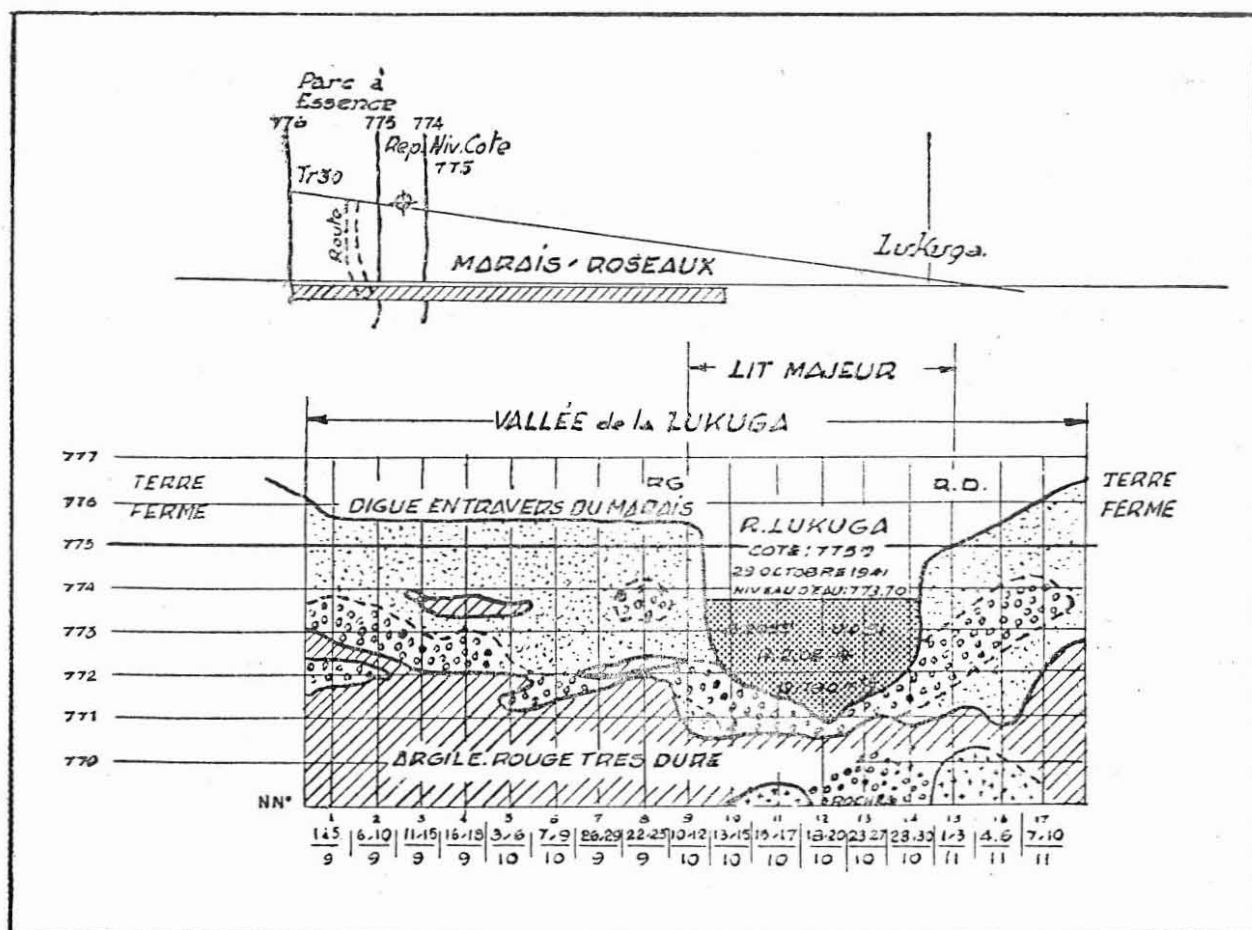 Parc à
Essence
776 775 774
Rep. Niv. Cote
775
Tr30
Route
MARAIS-ROSEAUX
Lukuga.
LIT MAJEUR
VALLÉE de la LUKUGA
777
776
775
774
773
772
771
770
NN°
TERRE
FERME
RG
R.D.
TERRE
FERME
DIGUE EN TRAVERS DU MARAIS
R. LUKUGA
29 OCTOBRE 1941
NIVEAU D'EAU: 773.70
ARGILE ROUGE TRES DURE
1 2 3 4 5 6 7 8 9 10 11 12 13 14 15 16 17
1.5 6.10 11.15 16.18 3.6 7.9 26.29 22.25 10.12 13.15 15.17 18.20 23.27 28.30 1.3 4.6 7.10
9 9 9 9 10 10 9 9 10 10 10 10 10 10 11 11 11